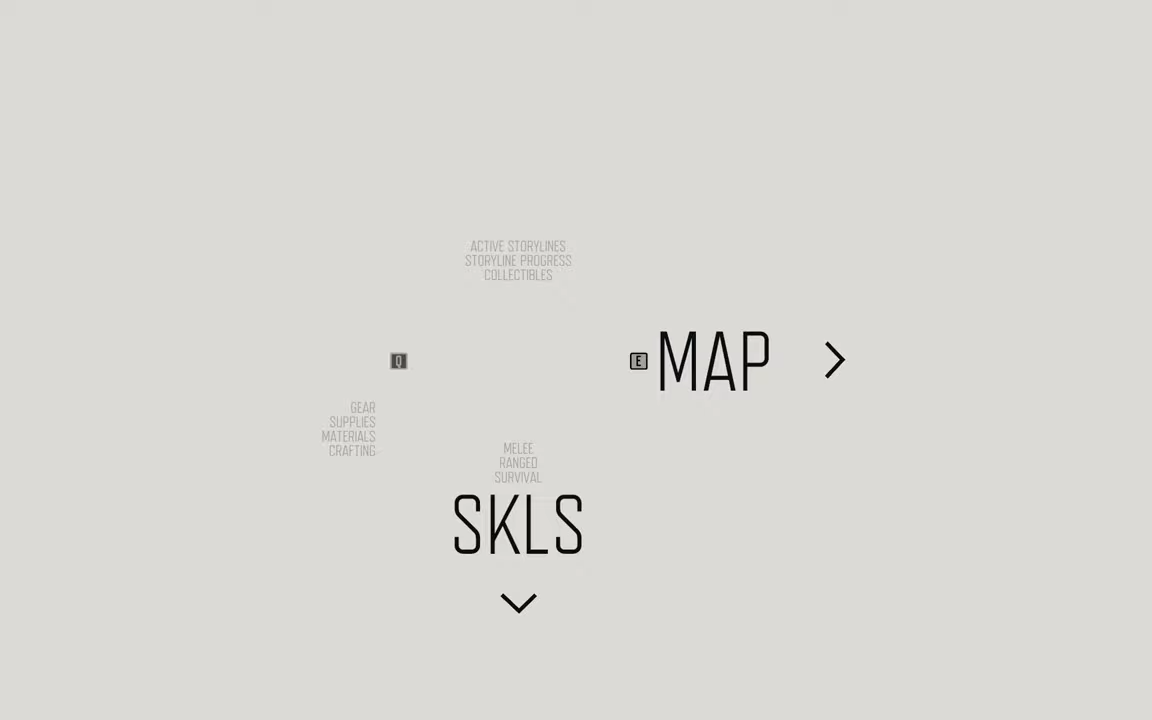 ACTIVE STORYLINES
STORYLINE PROGRESS
COLLECTIBLES
Q
E
MAP
GEAR
SUPPLIES
MATERIALS
CRAFTING
MELEE
RANGED
SURVIVAL
SKLS